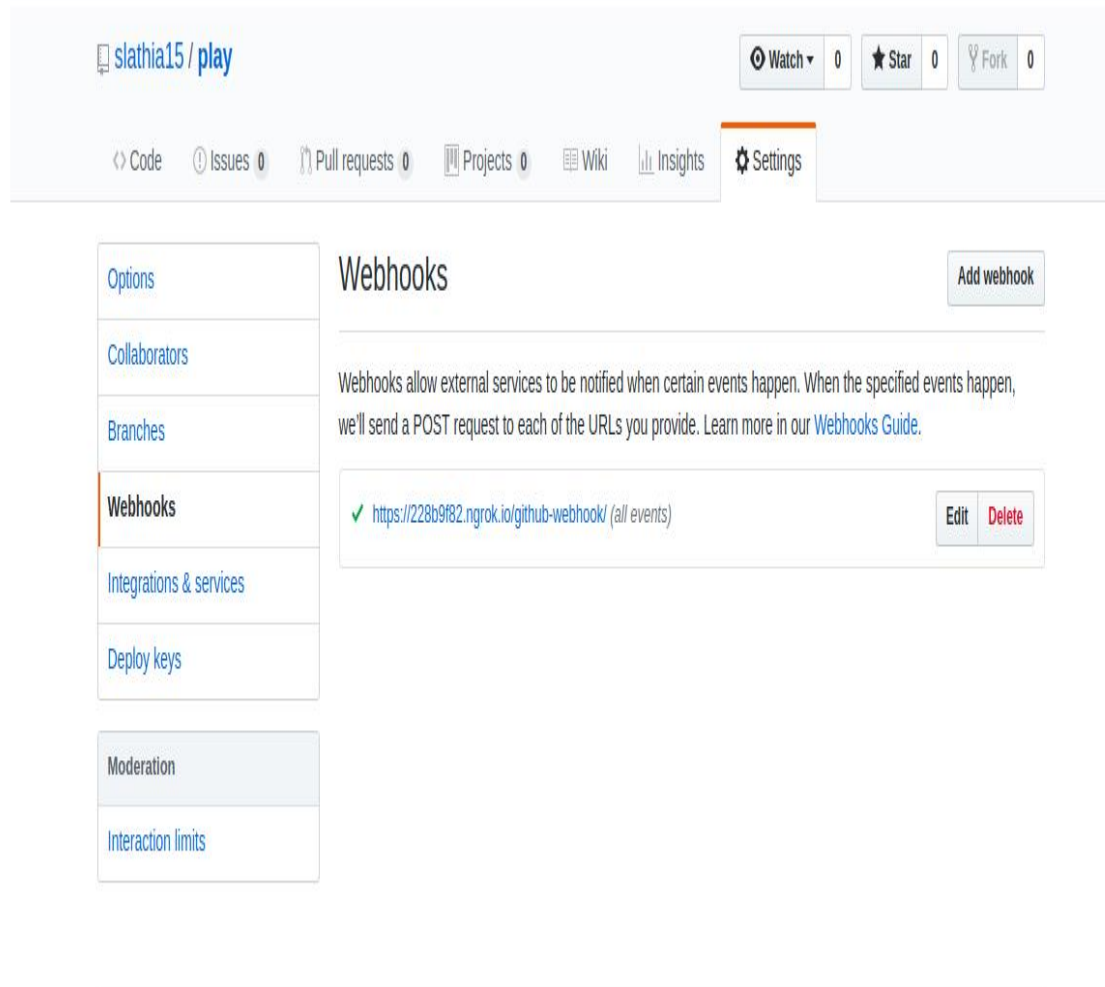 slathia15 / play
Watch 0 Star 0 Fork 0
Code Issues 0 Pull requests 0 Projects 0 Wiki Insights Settings
Options
Collaborators
Branches
Webhooks
Integrations & services
Deploy keys
Moderation
Interaction limits
Webhooks
Add webhook
Webhooks allow external services to be notified when certain events happen. When the specified events happen,
we'll send a POST request to each of the URLs you provide. Learn more in our Webhooks Guide.
https://228b9f82.ngrok.io/github-webhook/ (all events)
Edit Delete